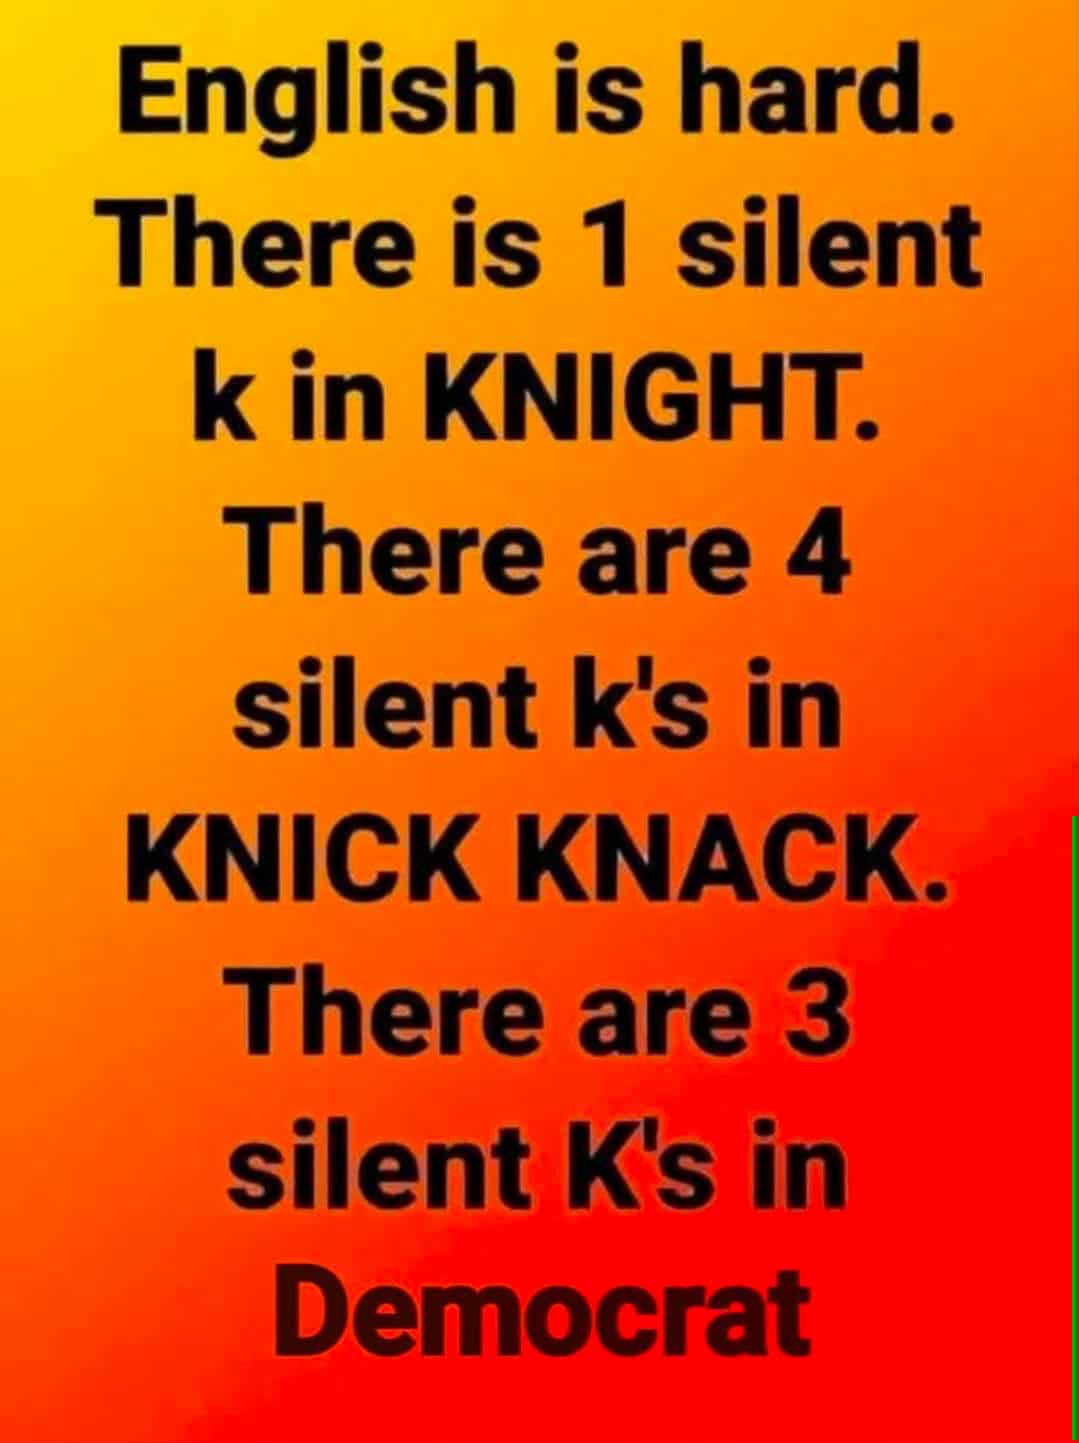 English is hard.
There is 1 silent
k in KNIGHT.
There are 4
silent k's in
KNICK KNACK.
There are 3
silent K's in
Democrat